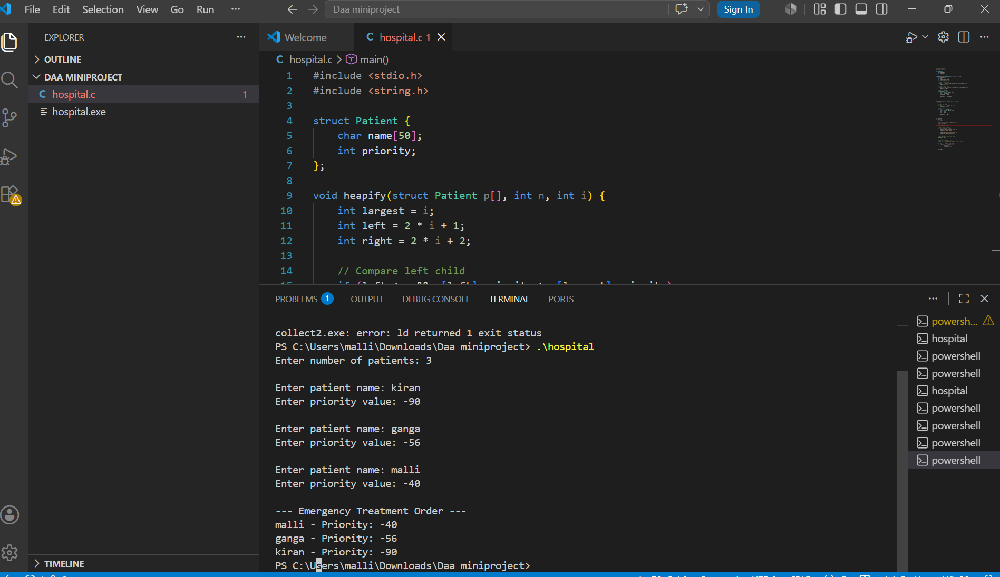 File Edit Selection View Go Run ···
Daa miniproject
Sign In
EXPLORER
OUTLINE
DAA MINIPROJECT
C hospital.c 1
hospital.exe
TIMELINE
Welcome
C hospital.c 1
C hospital.c > main()
1 #include <stdio.h>
2 #include <string.h>
3
4 struct Patient {
5 char name[50];
6 int priority;
7 };
8
9 void heapify(struct Patient p[], int n, int i) {
10 int largest = i;
11 int left = 2 * i + 1;
12 int right = 2 * i + 2;
13
14 // Compare left child
15 if (left < n && p[left].priority > p[largest].priority)
PROBLEMS 1 OUTPUT DEBUG CONSOLE TERMINAL PORTS
collect2.exe: error: ld returned 1 exit status
PS C:\Users\malli\Downloads\Daa miniproject> .\hospital
Enter number of patients: 3
Enter patient name: kiran
Enter priority value: -90
Enter patient name: ganga
Enter priority value: -56
Enter patient name: malli
Enter priority value: -40
--- Emergency Treatment Order ---
malli - Priority: -40
ganga - Priority: -56
kiran - Priority: -90
PS C:\Users\malli\Downloads\Daa miniproject>
powersh...
hospital
powershell
powershell
hospital
powershell
powershell
powershell
powershell